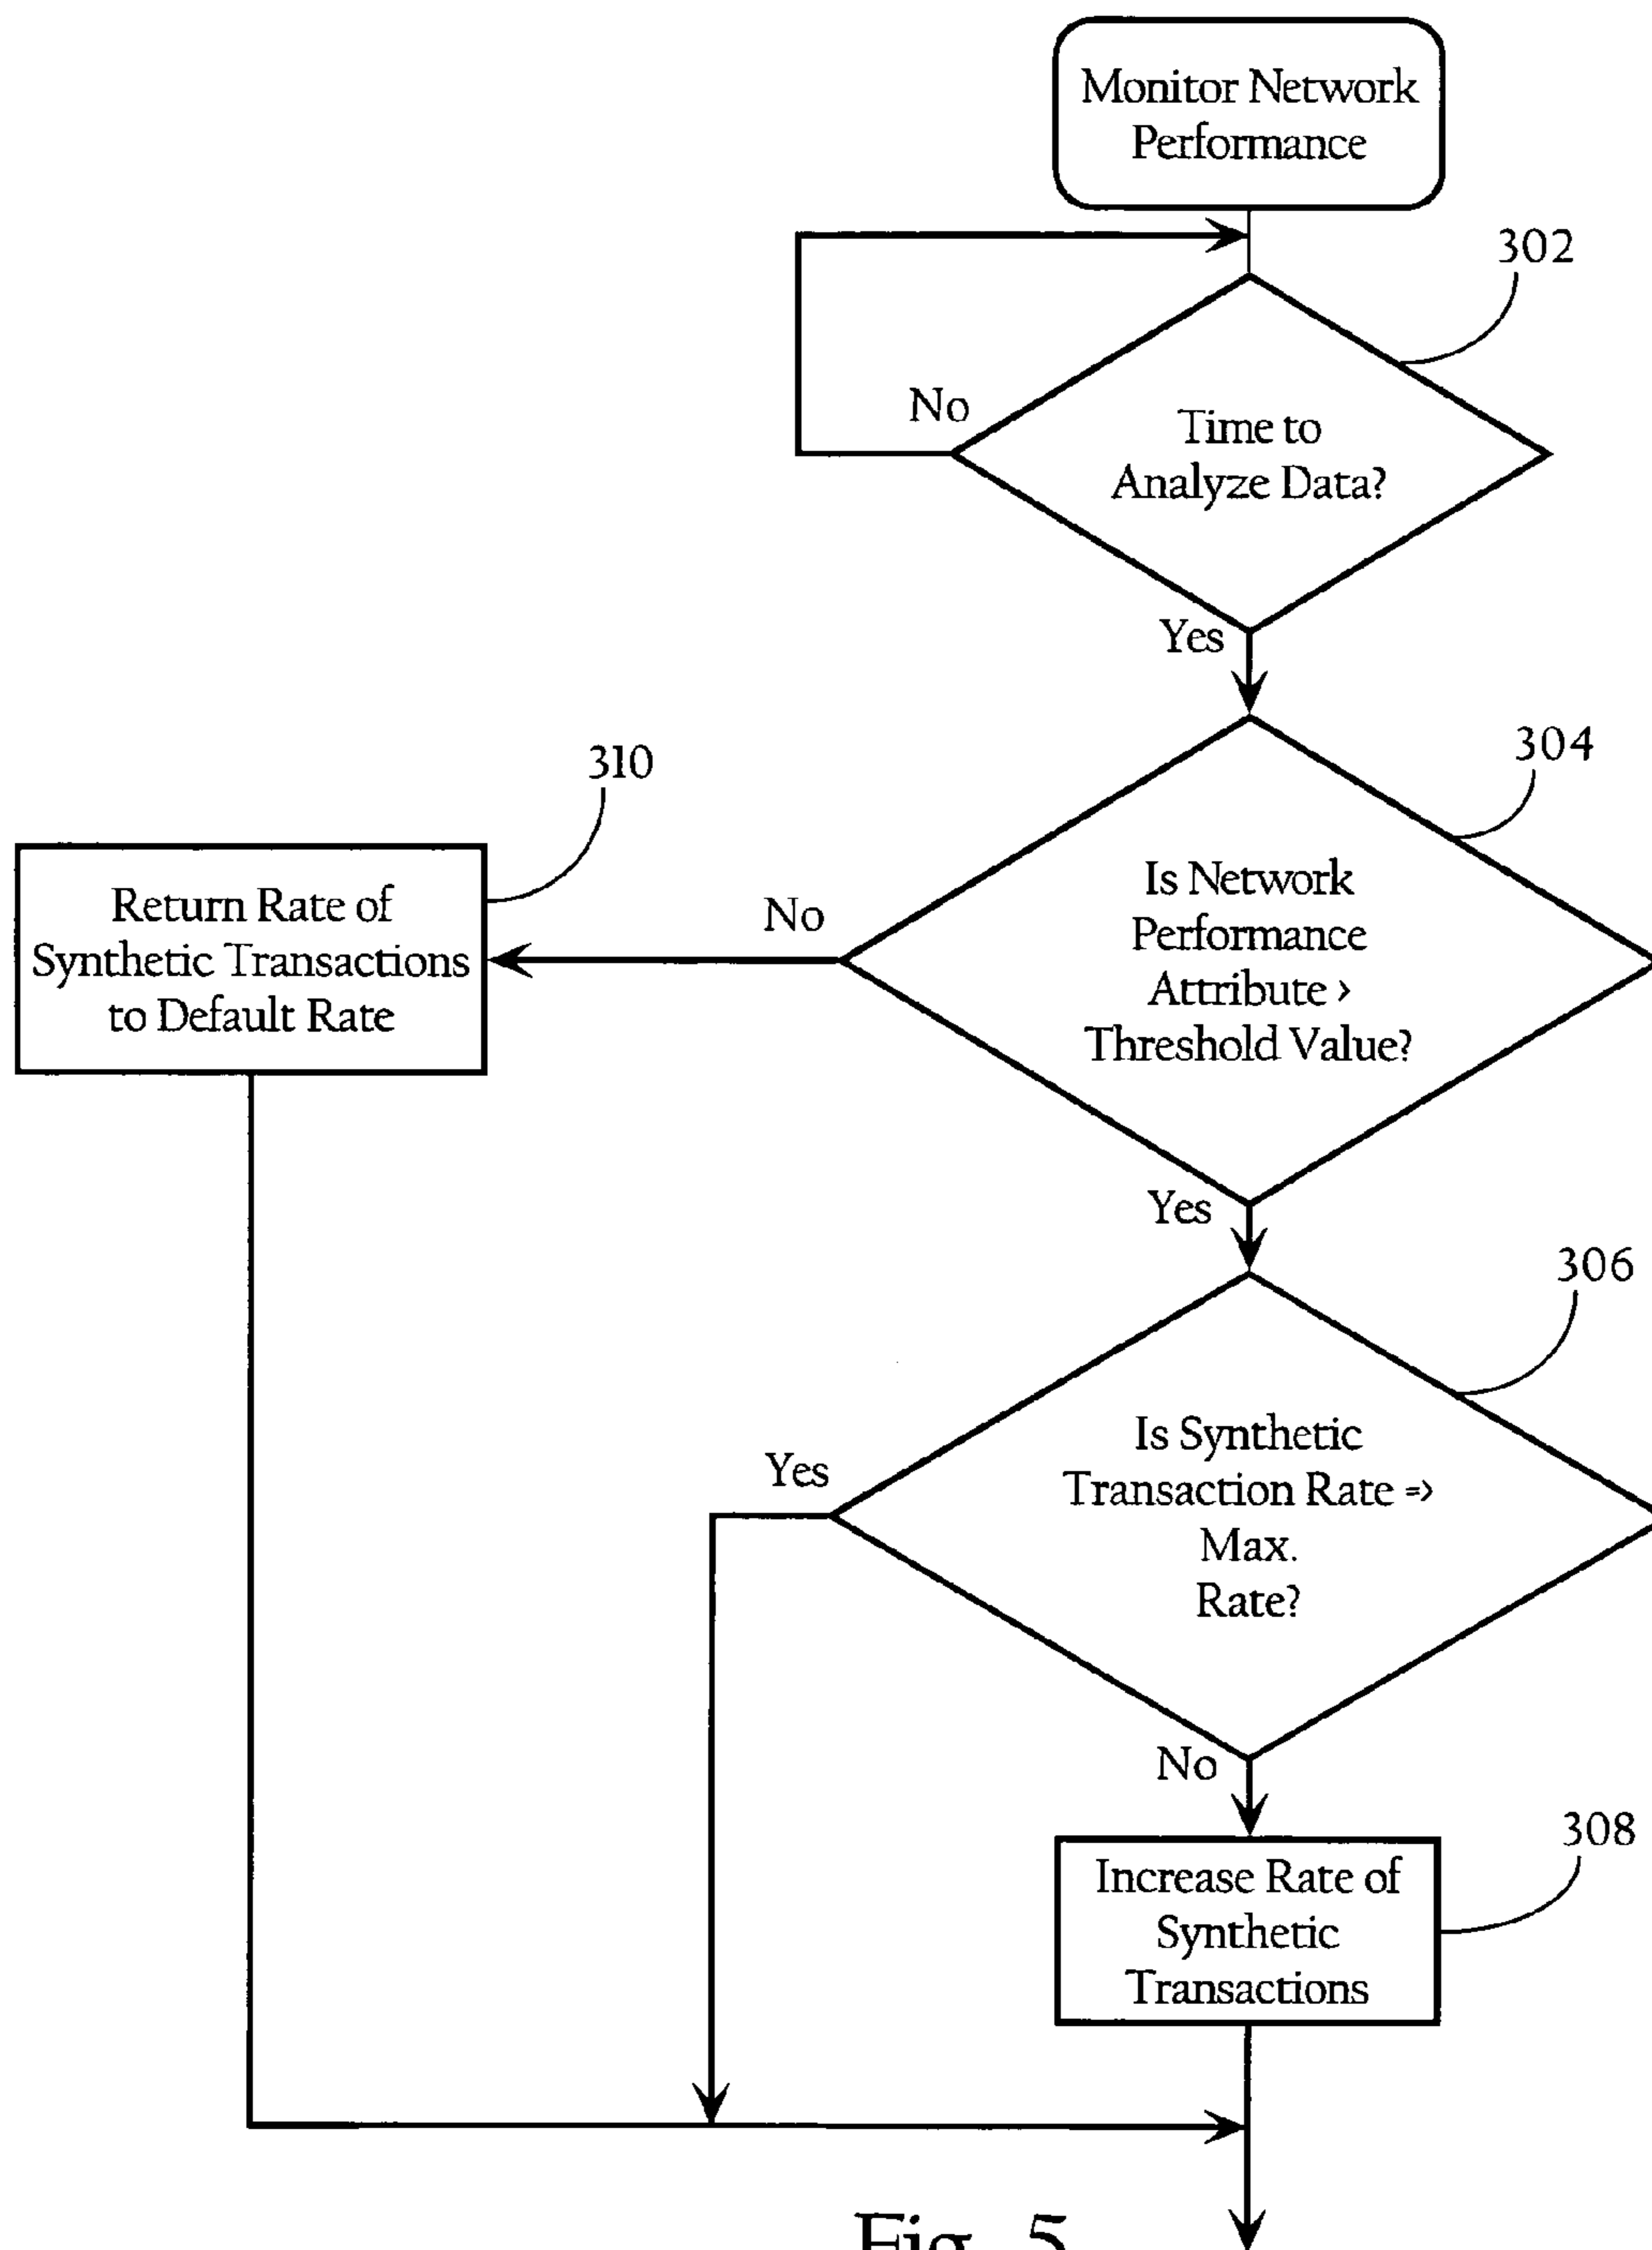 Monitor Network
Performance
302
No
Time to
Analyze Data?
Yes
304
310
Is Network
Performance
Attribute >
Threshold Value?
No
Return Rate of
Synthetic Transactions
to Default Rate
Yes
306
Is Synthetic
Transaction Rate =>
Max.
Rate?
Yes
No
308
Increase Rate of
Synthetic
Transactions
Fig. 5